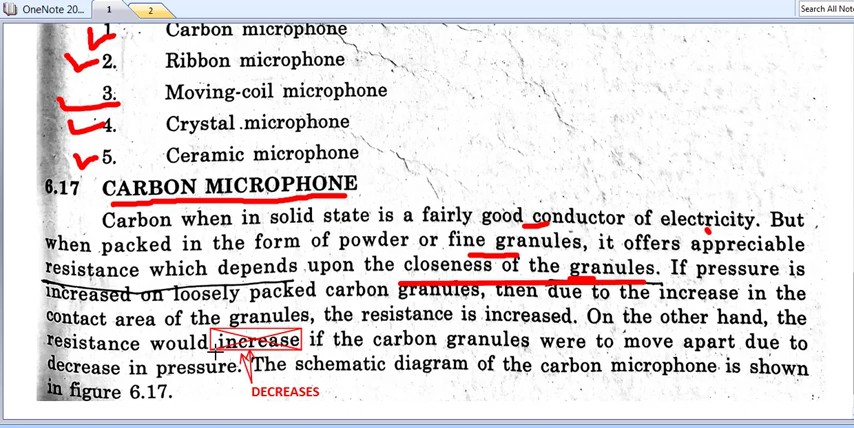 OneNote 20... 1 2 Search All Not
1 Carbon microphone
2. Ribbon microphone
3. Moving-coil microphone
4. Crystal .microphone
5. Ceramic microphone
6.17 CARBON MICROPHONE
Carbon when in solid state is a fairly good conductor of electricity. But
when packed in the form of powder or fine granules, it offers appreciable
resistance which depends upon the closeness of the granules. If pressure is
increased on loosely packed carbon granules, then due to the increase in the
contact area of the granules, the resistance is increased. On the other hand, the
resistance would increase if the carbon granules were to move apart due to
decrease in pressure. The schematic diagram of the carbon microphone is shown
DECREASES
in figure 6.17.